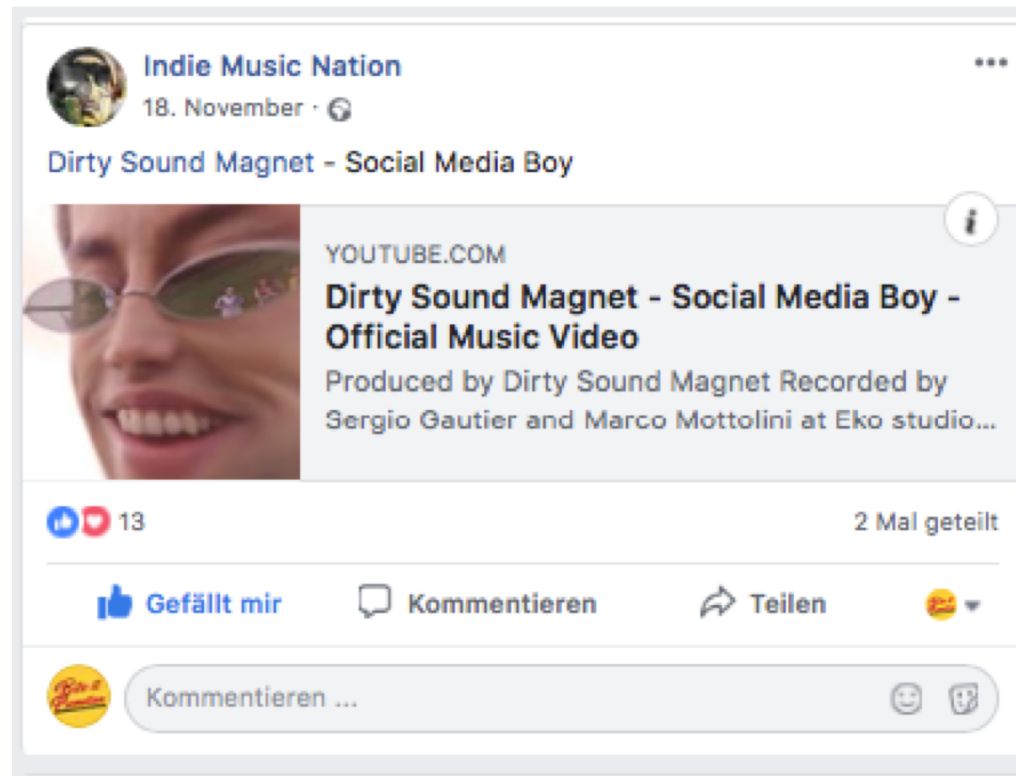 Indie Music Nation
18. November ·
Dirty Sound Magnet - Social Media Boy
YOUTUBE.COM
Dirty Sound Magnet - Social Media Boy -
Official Music Video
Produced by Dirty Sound Magnet Recorded by
Sergio Gautier and Marco Mottolini at Eko studio...
13
2 Mal geteilt
Gefällt mir
Kommentieren
Teilen
Kommentieren ...